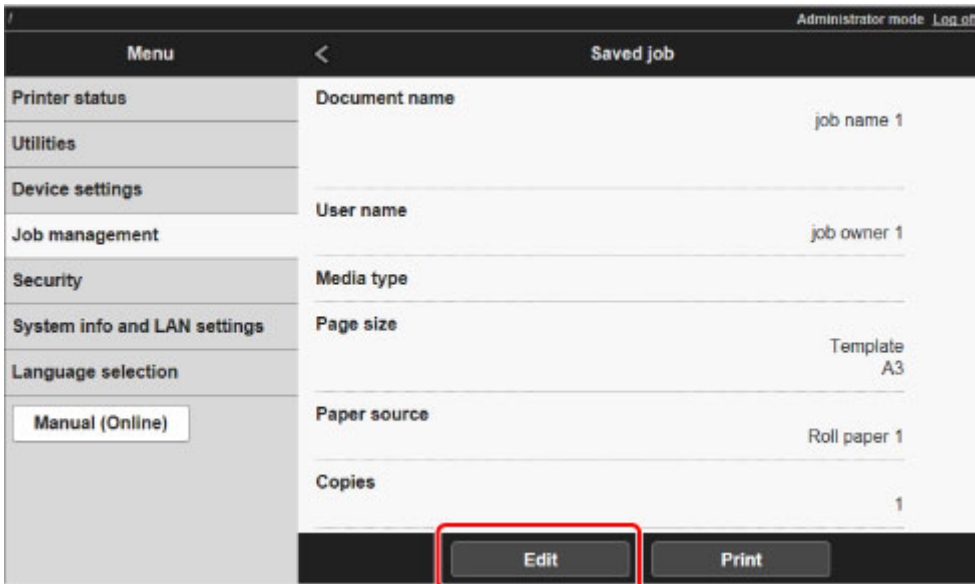 /
Administrator mode Log off
Menu
<
Saved job
Printer status
Utilities
Device settings
Job management
Security
System info and LAN settings
Language selection
Manual (Online)
Document name
job name 1
User name
job owner 1
Media type
Page size
Template
A3
Paper source
Roll paper 1
Copies
1
Edit
Print